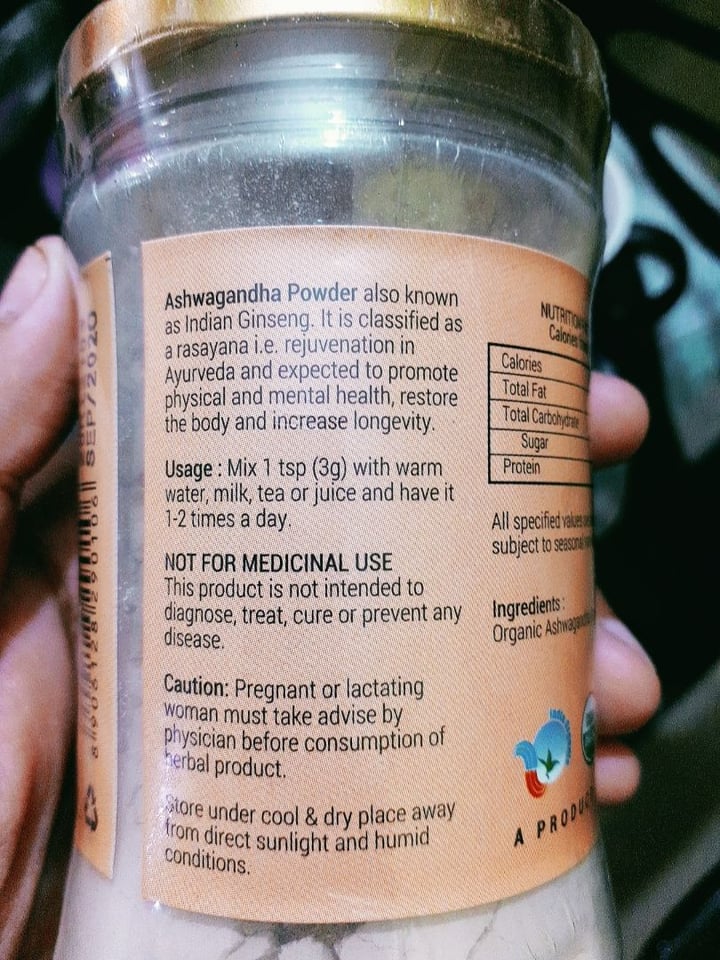 Ashwagandha Powder also known
as Indian Ginseng. It is classified as
a rasayana i.e. rejuvenation in
Ayurveda and expected to promote
physical and mental health, restore
the body and increase longevity.
Usage : Mix 1 tsp (3g) with warm
water, milk, tea or juice and have it
1-2 times a day.
NOT FOR MEDICINAL USE
This product is not intended to
diagnose, treat, cure or prevent any
disease.
Caution: Pregnant or lactating
woman must take advise by
physician before consumption of
herbal product.
Store under cool & dry place away
from direct sunlight and humid
conditions.
Calories
Calories
Total Fat
Total Carbohydrate
Sugar
Protein
All specified values
subject to seasonal
Ingredients :
Organic
A
SEP/2020